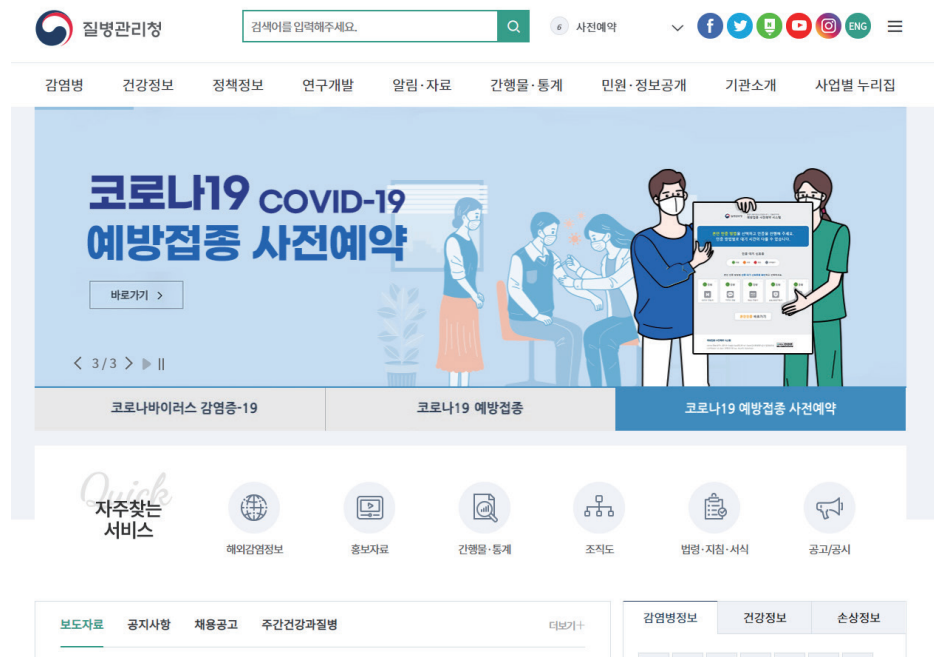 질병관리청
검색어를 입력해주세요.
6 사전예약
ENG
감염병 건강정보 정책정보 연구개발 알림·자료 간행물·통계 민원·정보공개 기관소개 사업별 누리집
코로나19 COVID-19
예방접종 사전예약
바로가기 >
3/3
코로나바이러스 감염증-19 코로나19 예방접종 코로나19 예방접종 사전예약
Quick
자주찾는
서비스
해외감염정보 홍보자료 간행물·통계 조직도 법령·지침·서식 공고/공시
보도자료 공지사항 채용공고 주간건강과질병 더보기+
감염병정보 건강정보 손상정보